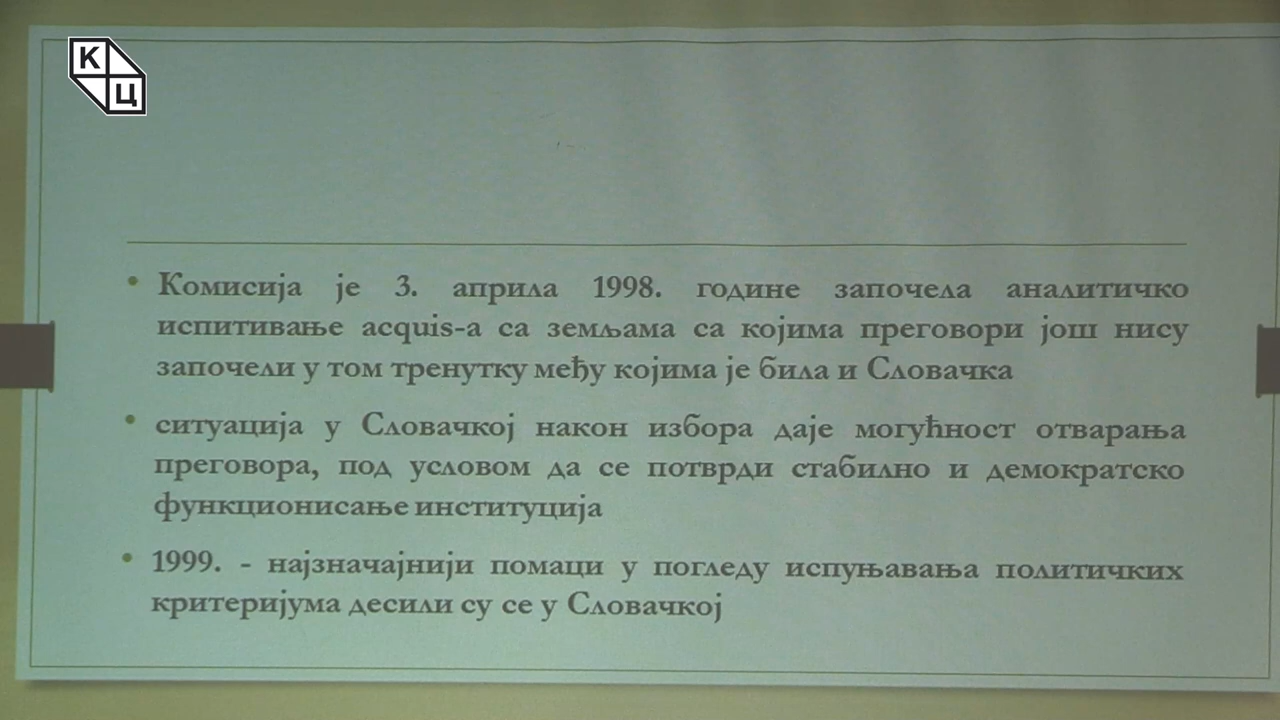 К
Ц
• Комисија је 3. априла 1998. године започела аналитичко
испитивање acquis-a са земљама са којима преговори још нису
започели у том тренутку међу којима је била и Словачка
• ситуација у Словачкој након избора даје могућност отварања
преговора, под условом да се потврди стабилно и демократско
функционисање институција
• 1999. - најзначајнији помаци у погледу испуњавања политичких
критеријума десили су се у Словачкој